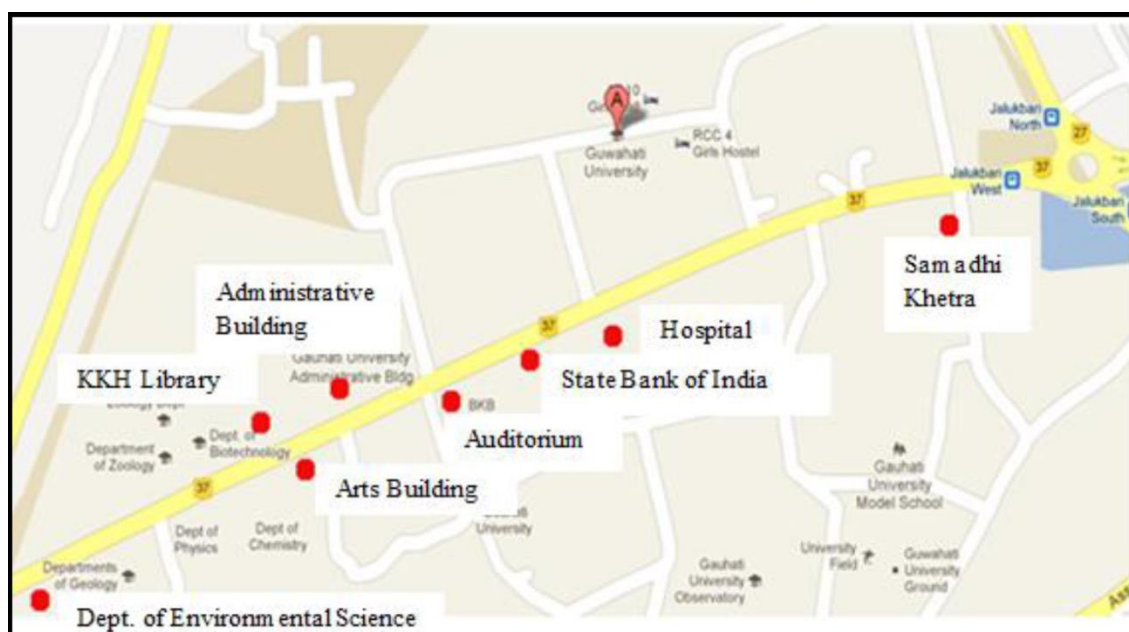 A
Guwahati
University
RCC 4
Girls Hostel
Jalukbari
North
27
37
Jalukbari
West
Jalukbari
South
37
Samadhi
Khetra
Administrative
Building
37
Hospital
Gauhati University
Administrative Bldg
State Bank of India
KKH Library
BKB
Auditorium
Zoology Dept
Dept. of
Biotechnology
Department
of Zoology
Arts Building
37
Gauhati
University
Model School
University
Dept of
Physics
Dept of
Chemistry
Departments
of Geology
Gauhati
University
Observatory
University
Field
Guwahati
University
Ground
Dept. of Environmental Science